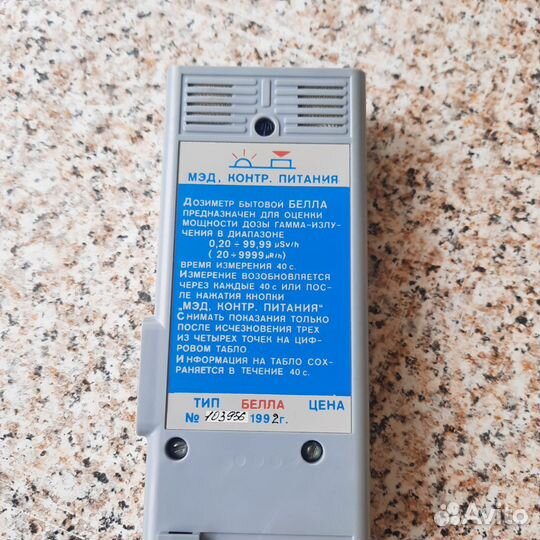 МЭД, КОНТР. ПИТАНИЯ
ДОЗИМЕТР БЫТОВОЙ БЕЛЛА
ПРЕДНАЗНАЧЕН ДЛЯ ОЦЕНКИ
МОЩНОСТИ ДОЗЫ ГАММА-ИЗЛУ-
ЧЕНИЯ В ДИАПАЗОНЕ
0,20 ÷ 99,99 μSv/h
( 20 ÷ 9999 μR/h )
ВРЕМЯ ИЗМЕРЕНИЯ 40 с.
ИЗМЕРЕНИЕ ВОЗОБНОВЛЯЕТСЯ
ЧЕРЕЗ КАЖДЫЕ 40 с ИЛИ ПОС-
ЛЕ НАЖАТИЯ КНОПКИ
„МЭД, КОНТР. ПИТАНИЯ"
СНИМАТЬ ПОКАЗАНИЯ ТОЛЬКО
ПОСЛЕ ИСЧЕЗНОВЕНИЯ ТРЕХ
ИЗ ЧЕТЫРЕХ ТОЧЕК НА ЦИФ-
РОВОМ ТАБЛО.
ИНФОРМАЦИЯ НА ТАБЛО СОХ-
РАНЯЕТСЯ В ТЕЧЕНИЕ 40 с.
ТИП БЕЛЛА ЦЕНА
№ 103956 1992г.
Avito